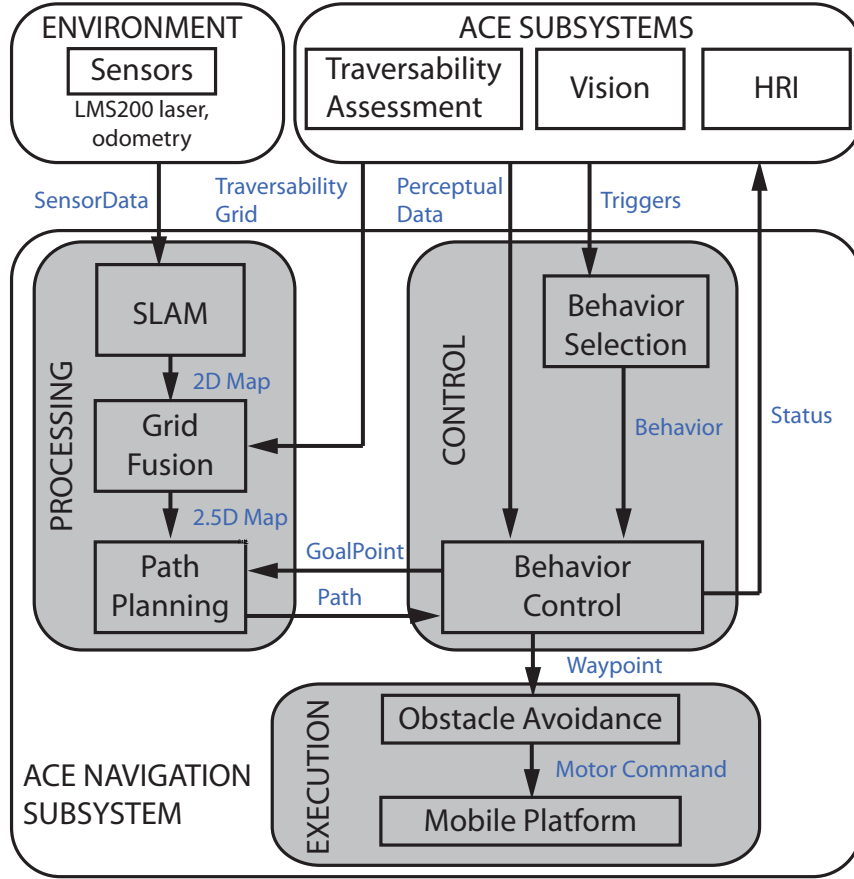 ENVIRONMENT
Sensors
LMS200 laser,
odometry
ACE SUBSYSTEMS
Traversability
Assessment
Vision
HRI
SensorData
Traversability
Grid
Perceptual
Data
Triggers
PROCESSING
SLAM
2D Map
Grid
Fusion
2.5D Map
Path
Planning
GoalPoint
Path
CONTROL
Behavior
Selection
Behavior
Behavior
Control
Status
Waypoint
EXECUTION
Obstacle Avoidance
Motor Command
Mobile Platform
ACE NAVIGATION
SUBSYSTEM